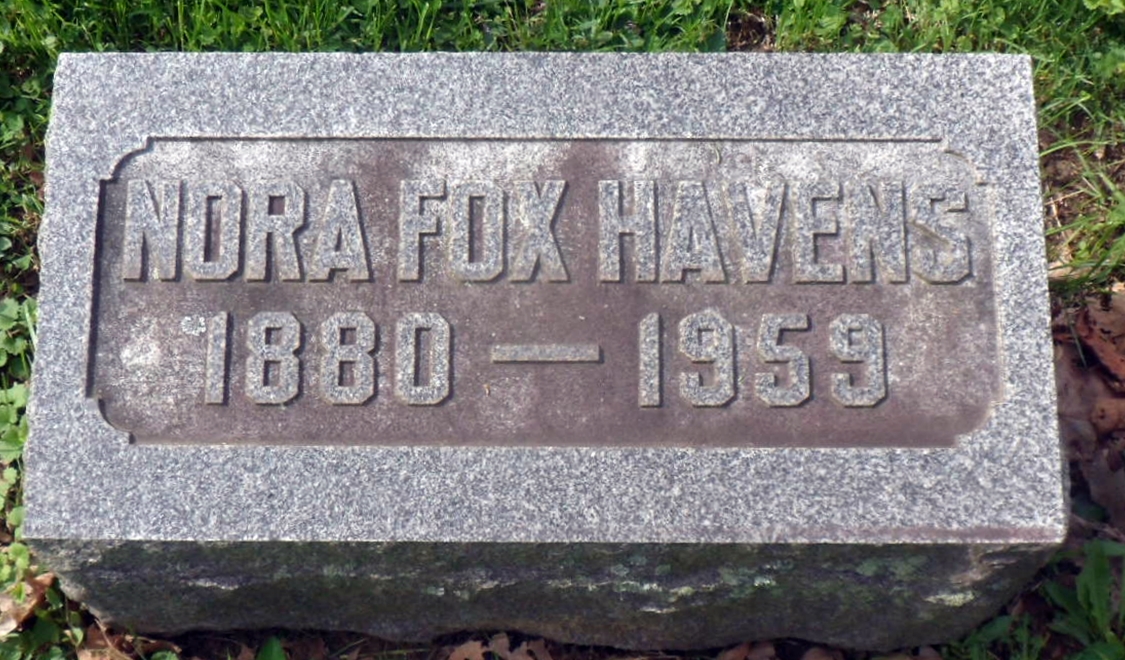 NORA FOX HAVENS
1880 — 1959